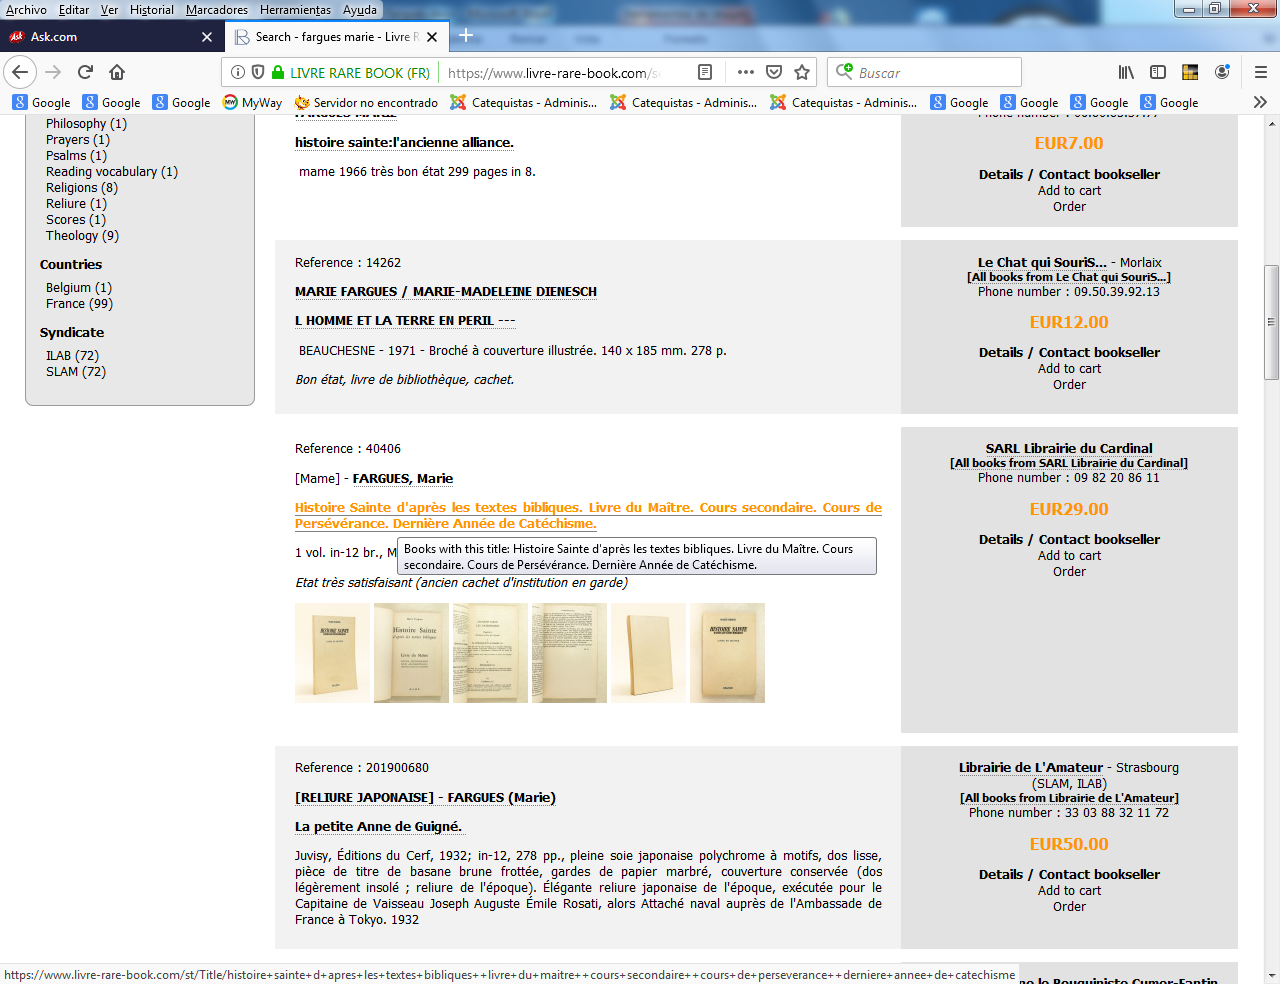 Archivo Editar Ver Historial Marcadores Herramientas Ayuda
Ask.com
Search - fargues marie - Livre R
LIVRE RARE BOOK (FR)
https://www.livre-rare-book.com/s
Buscar
Google Google Google MyWay Servidor no encontrado Catequistas - Adminis... Catequistas - Adminis... Catequistas - Adminis... Google Google Google Google
Philosophy (1)
Prayers (1)
Psalms (1)
Reading vocabulary (1)
Religions (8)
Reliure (1)
Scores (1)
Theology (9)
Countries
Belgium (1)
France (99)
Syndicate
ILAB (72)
SLAM (72)
FARGUES MARIE
histoire sainte:l'ancienne alliance.
mame 1966 très bon état 299 pages in 8.
EUR7.00
Details / Contact bookseller
Add to cart
Order
Reference : 14262
MARIE FARGUES / MARIE-MADELEINE DIENESCH
L HOMME ET LA TERRE EN PERIL ---
BEAUCHESNE - 1971 - Broché à couverture illustrée. 140 x 185 mm. 278 p.
Bon état, livre de bibliothèque, cachet.
Le Chat qui SouriS... - Morlaix
[All books from Le Chat qui SouriS...]
Phone number : 09.50.39.92.13
EUR12.00
Details / Contact bookseller
Add to cart
Order
Reference : 40406
[Mame] - FARGUES, Marie
Histoire Sainte d'après les textes bibliques. Livre du Maître. Cours secondaire. Cours de
Persévérance. Dernière Année de Catéchisme.
1 vol. in-12 br., M
Books with this title: Histoire Sainte d'après les textes bibliques. Livre du Maître. Cours
secondaire. Cours de Persévérance. Dernière Année de Catéchisme.
Etat très satisfaisant (ancien cachet d'institution en garde)
HISTOIRE SAINTE
Histoire Sainte
Livre du Maître
HISTOIRE SAINTE
SARL Librairie du Cardinal
[All books from SARL Librairie du Cardinal]
Phone number : 09 82 20 86 11
EUR29.00
Details / Contact bookseller
Add to cart
Order
Reference : 201900680
[RELIURE JAPONAISE] - FARGUES (Marie)
La petite Anne de Guigné.
Juvisy, Éditions du Cerf, 1932; in-12, 278 pp., pleine soie japonaise polychrome à motifs, dos lisse,
pièce de titre de basane brune frottée, gardes de papier marbré, couverture conservée (dos
légèrement insolé ; reliure de l'époque). Élégante reliure japonaise de l'époque, exécutée pour le
Capitaine de Vaisseau Joseph Auguste Émile Rosati, alors Attaché naval auprès de l'Ambassade de
France à Tokyo. 1932
Librairie de L'Amateur - Strasbourg
(SLAM, ILAB)
[All books from Librairie de L'Amateur]
Phone number : 33 03 88 32 11 72
EUR50.00
Details / Contact bookseller
Add to cart
Order
https://www.livre-rare-book.com/st/Title/histoire+sainte+d+apres+les+textes+bibliques++livre+du+maitre++cours+secondaire++cours+de+perseverance++derniere+annee+de+catechisme